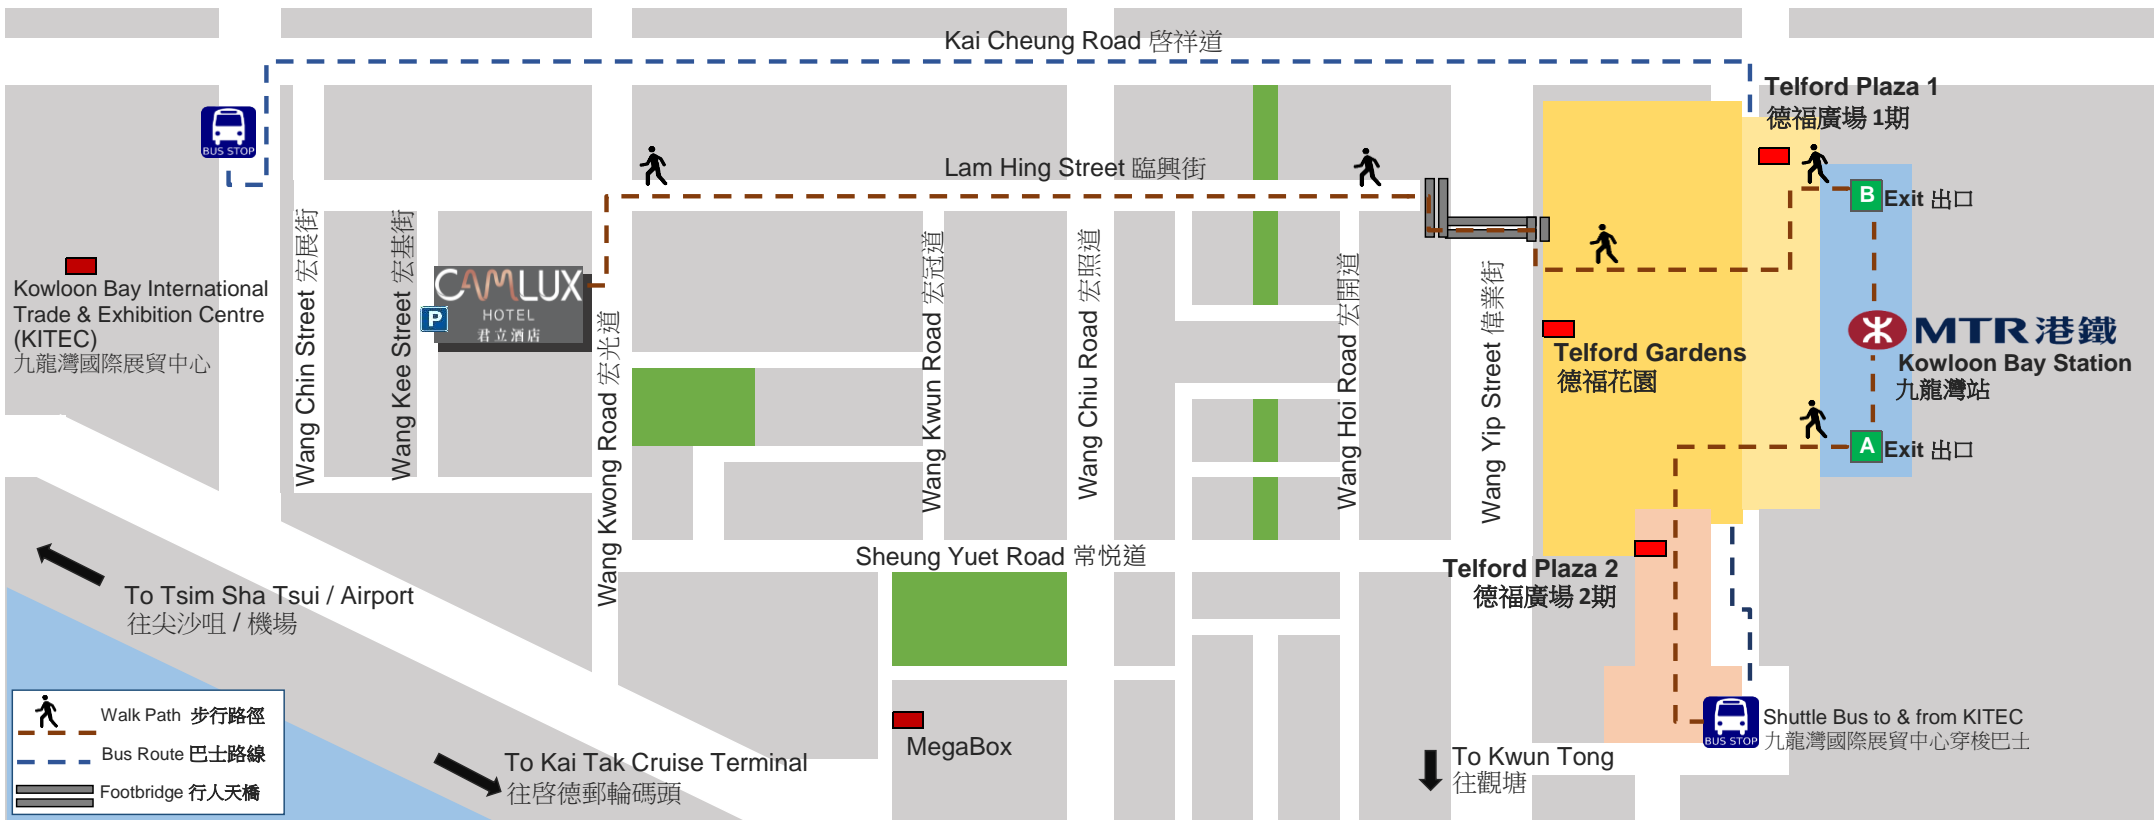 Kai Cheung Road 啓祥道
Telford Plaza 1
德福廣場 1期
BUS STOP
Lam Hing Street 臨興街
B
Exit 出口
Wang Chin Street 宏展街
Wang Kee Street 宏基街
Wang Kwong Road 宏光道
Wang Kwun Road 宏冠道
Wang Chiu Road 宏照道
Wang Hoi Road 宏開道
Wang Yip Street 偉業街
Kowloon Bay International
Trade & Exhibition Centre
(KITEC)
九龍灣國際展貿中心
CAMLUX
HOTEL
君立酒店
P
Telford Gardens
德福花園
MTR 港鐵
Kowloon Bay Station
九龍灣站
A
Exit 出口
Sheung Yuet Road 常悦道
Telford Plaza 2
德福廣場 2期
To Tsim Sha Tsui / Airport
往尖沙咀 / 機場
Walk Path 步行路徑
Bus Route 巴士路線
Footbridge 行人天橋
To Kai Tak Cruise Terminal
往啓德郵輪碼頭
MegaBox
To Kwun Tong
往觀塘
BUS STOP
Shuttle Bus to & from KITEC
九龍灣國際展貿中心穿梭巴士